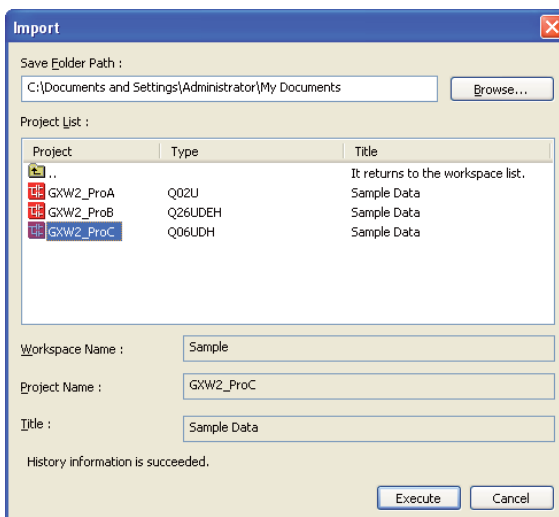 Import
Save Folder Path :
C:\Documents and Settings\Administrator\My Documents
Browse...
Project List :
Project Type Title
.. It returns to the workspace list.
GXW2_ProA Q02U Sample Data
GXW2_ProB Q26UDEH Sample Data
GXW2_ProC Q06UDH Sample Data
Workspace Name : Sample
Project Name : GXW2_ProC
Title : Sample Data
History information is succeeded.
Execute Cancel